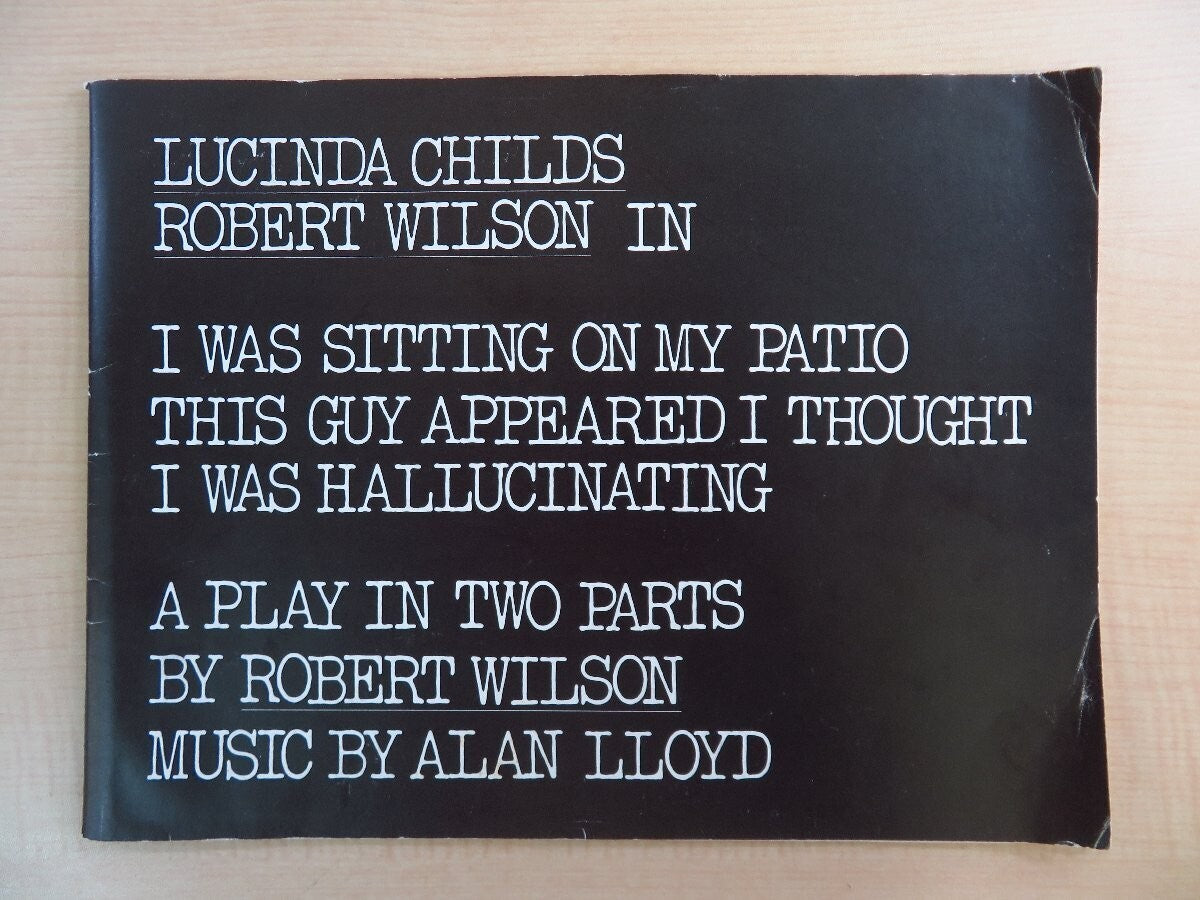 LUCINDA CHILDS
ROBERT WILSON IN
I WAS SITTING ON MY PATIO
THIS GUY APPEARED I THOUGHT
I WAS HALLUCINATING
A PLAY IN TWO PARTS
BY ROBERT WILSON
MUSIC BY ALAN LLOYD